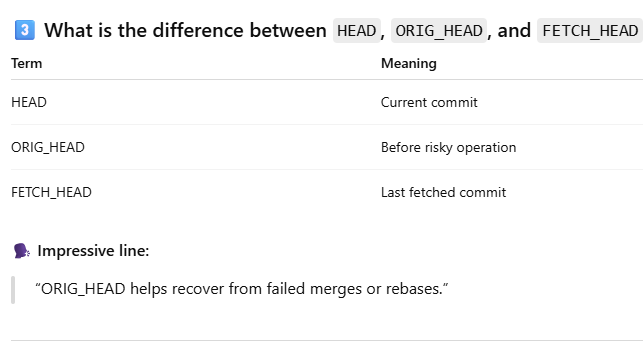 3 What is the difference between HEAD, ORIG_HEAD, and FETCH_HEAD
Term Meaning
HEAD Current commit
ORIG_HEAD Before risky operation
FETCH_HEAD Last fetched commit
Impressive line:
“ORIG_HEAD helps recover from failed merges or rebases.”